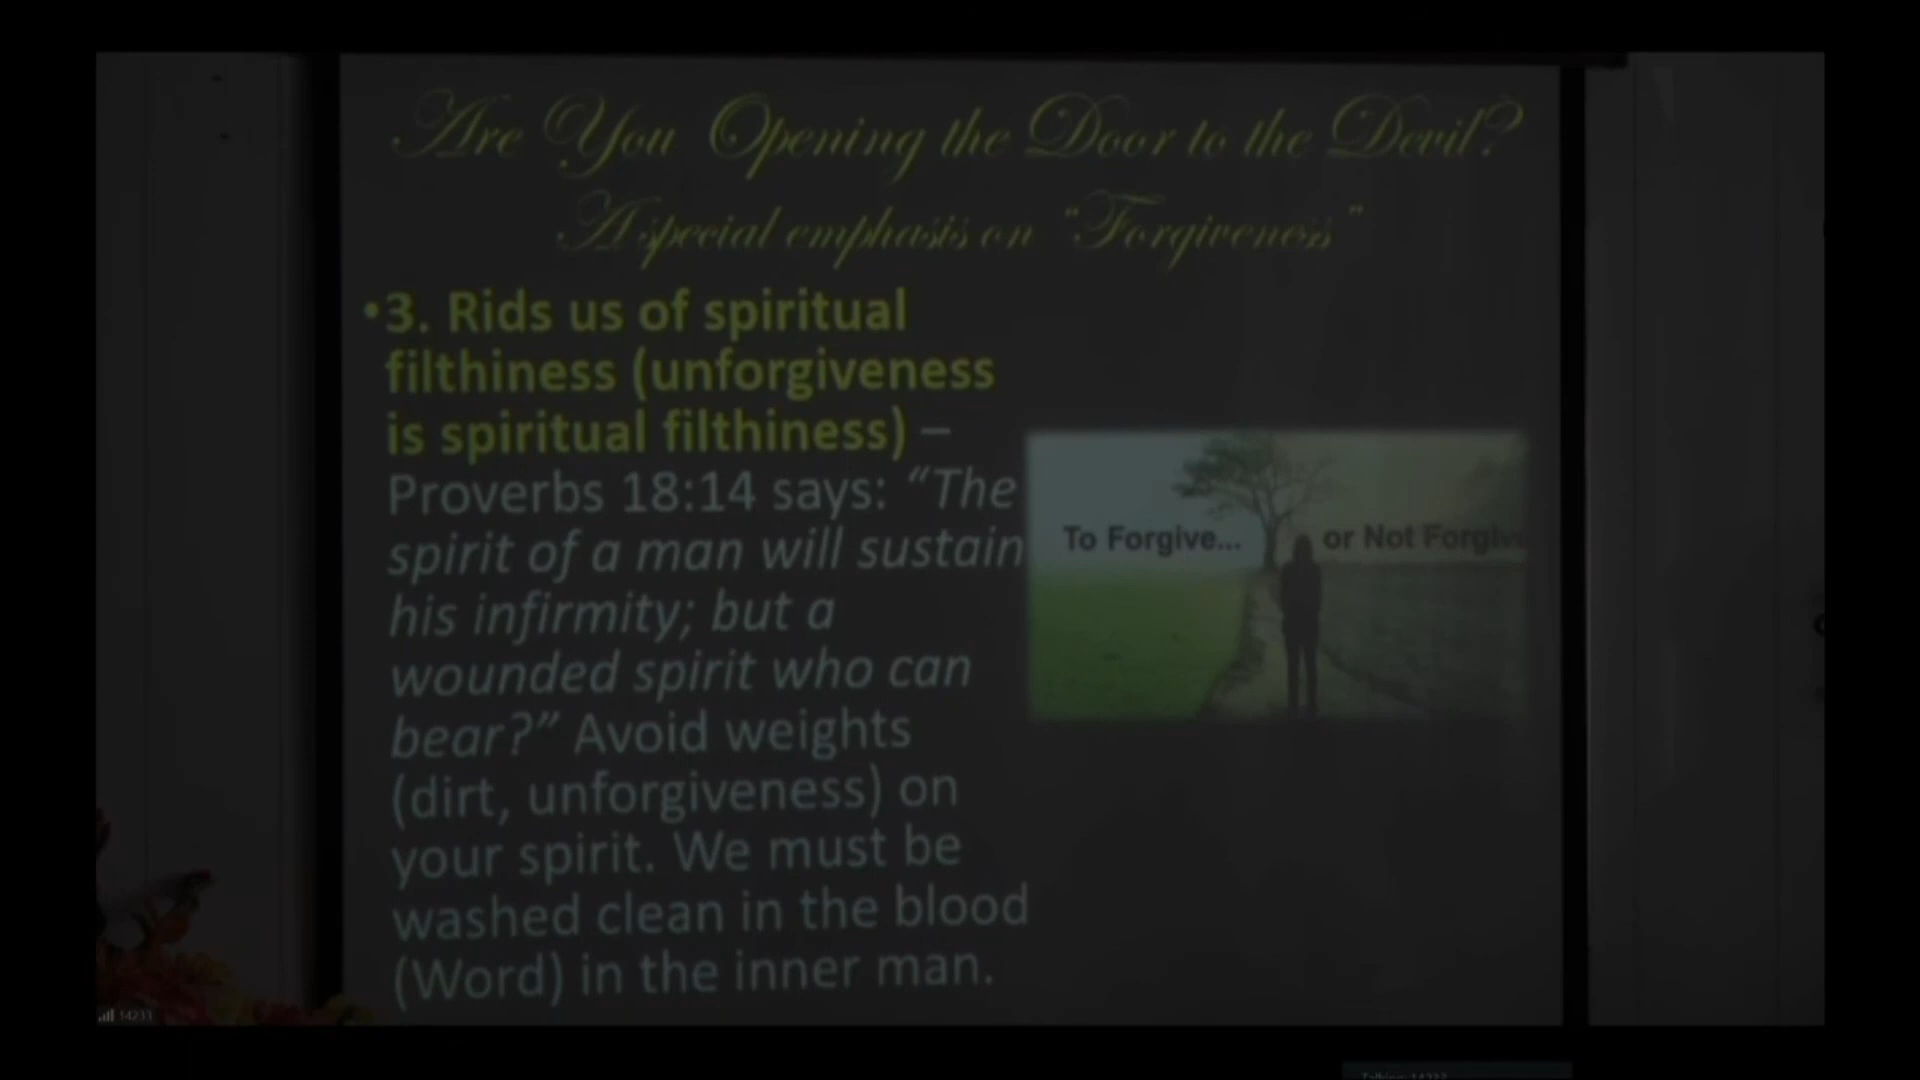 Are You Opening the Door to the Devil?
A special emphasis on “Forgiveness”
•3. Rids us of spiritual
filthiness (unforgiveness
is spiritual filthiness) –
Proverbs 18:14 says: “The
spirit of a man will sustain
his infirmity; but a
wounded spirit who can
bear?” Avoid weights
(dirt, unforgiveness) on
your spirit. We must be
washed clean in the blood
(Word) in the inner man.
To Forgive...
or Not Forgive
14233